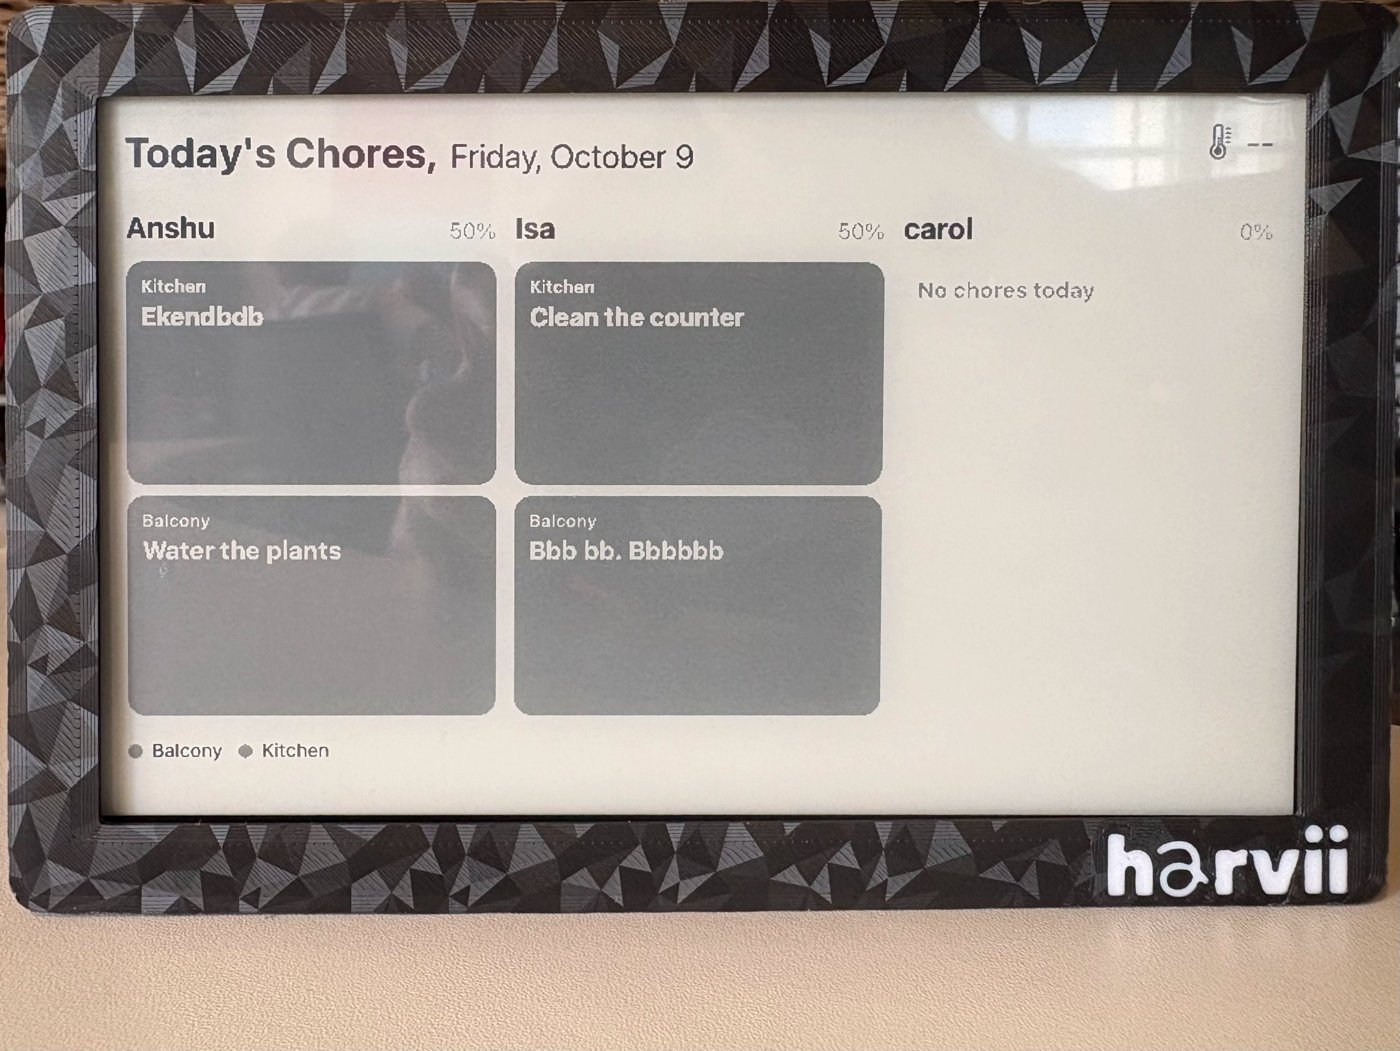 Today's Chores, Friday, October 9
--
Anshu 50%
Isa 50%
carol 0%
Kitchen
Ekendbdb
Kitchen
Clean the counter
No chores today
Balcony
Water the plants
Balcony
Bbb bb. Bbbbbb
Balcony Kitchen
harvii